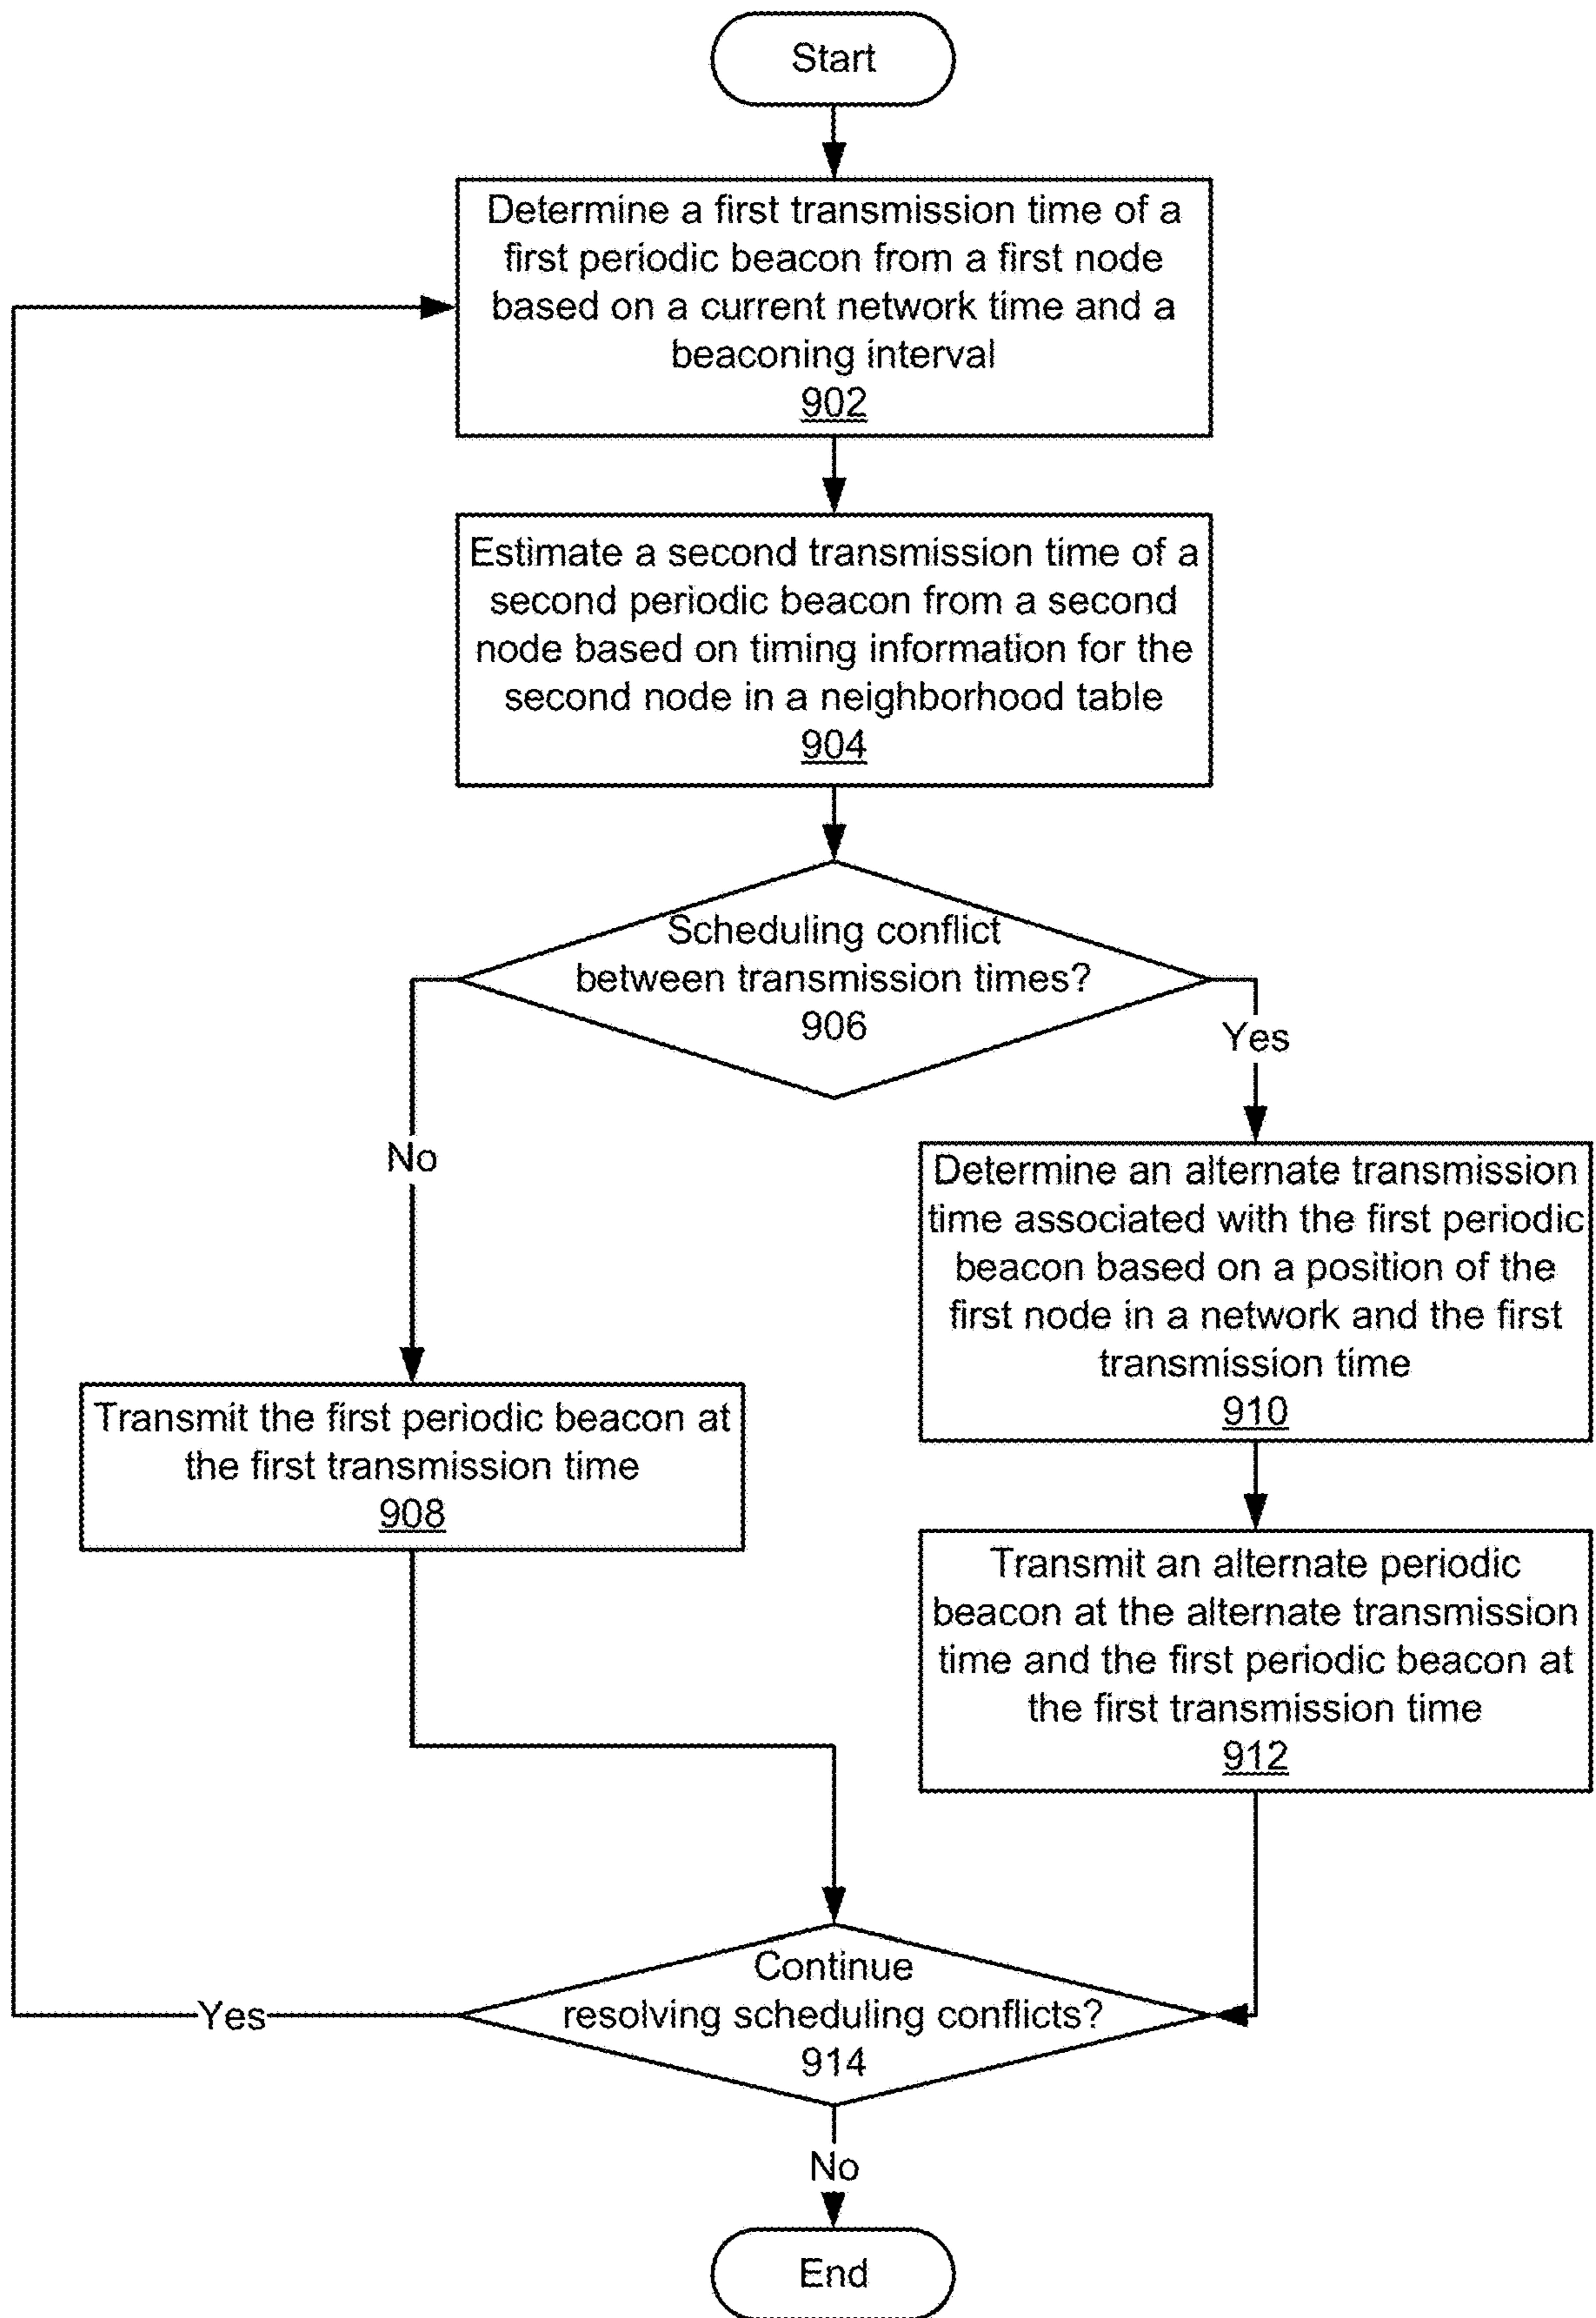 Start
Determine a first transmission time of a
first periodic beacon from a first node
based on a current network time and a
beaconing interval
902
Estimate a second transmission time of a
second periodic beacon from a second
node based on timing information for the
second node in a neighborhood table
904
Scheduling conflict
between transmission times?
906
No
Yes
Determine an alternate transmission
time associated with the first periodic
beacon based on a position of the
first node in a network and the first
transmission time
910
Transmit the first periodic beacon at
the first transmission time
908
Transmit an alternate periodic
beacon at the alternate transmission
time and the first periodic beacon at
the first transmission time
912
Continue
resolving scheduling conflicts?
914
Yes
No
End